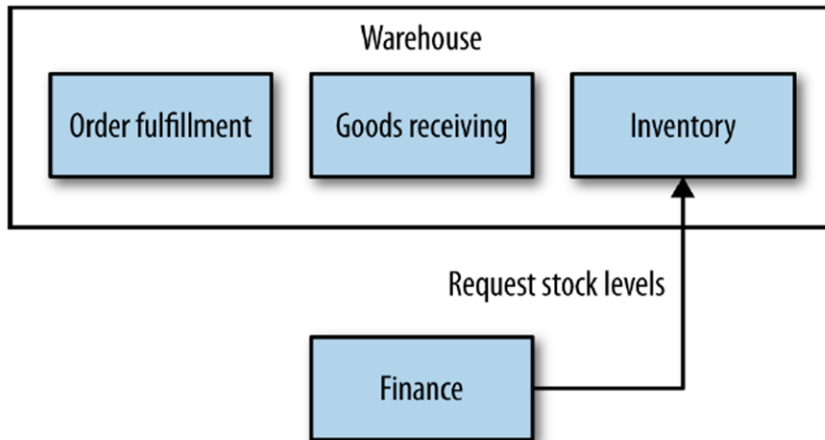 Warehouse
Order fulfillment
Goods receiving
Inventory
Request stock levels
Finance